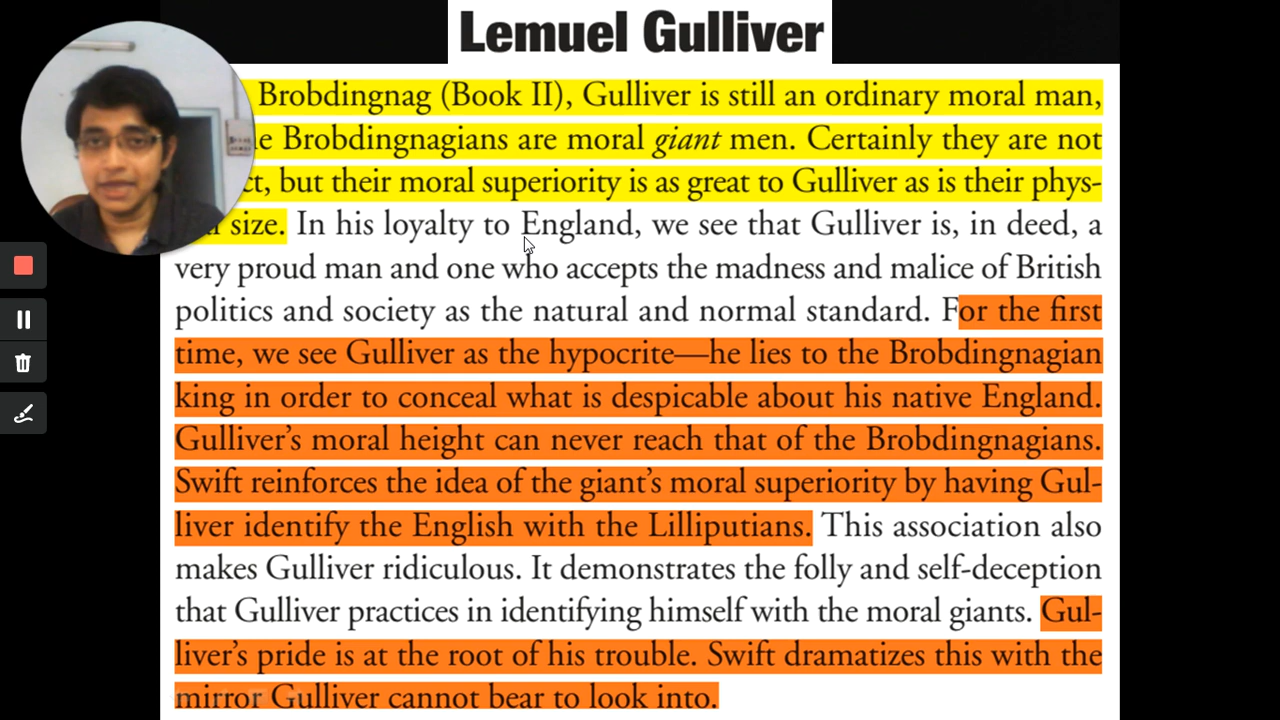 Lemuel Gulliver
Brobdingnag (Book II), Gulliver is still an ordinary moral man,
Brobdingnagians are moral giant men. Certainly they are not
but their moral superiority is as great to Gulliver as is their phys-
size. In his loyalty to England, we see that Gulliver is, in deed, a
very proud man and one who accepts the madness and malice of British
politics and society as the natural and normal standard. For the first
time, we see Gulliver as the hypocrite—he lies to the Brobdingnagian
king in order to conceal what is despicable about his native England.
Gulliver’s moral height can never reach that of the Brobdingnagians.
Swift reinforces the idea of the giant’s moral superiority by having Gul-
liver identify the English with the Lilliputians. This association also
makes Gulliver ridiculous. It demonstrates the folly and self-deception
that Gulliver practices in identifying himself with the moral giants. Gul-
liver’s pride is at the root of his trouble. Swift dramatizes this with the
mirror Gulliver cannot bear to look into.